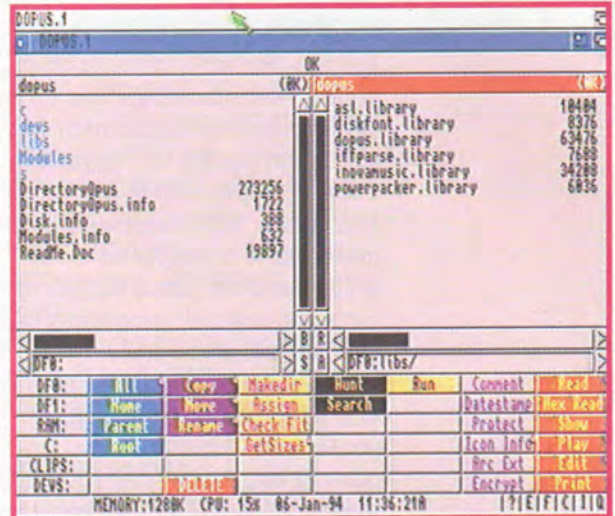 DOPUS.1
DOPUS.1
OK
dopus (0K) dopus (0K)
c
devs
libs
Modules
s
DirectoryOpus 273256
DirectoryOpus.info 1722
Disk.info 388
Modules.info 632
ReadMe.Doc 19897
asl.library 10404
diskfont.library 8376
dopus.library 63476
iffparse.library 7688
inovamusic.library 34208
powerpacker.library 6036
B R
DF0: S A DF0:libs/
DF0: All Copy Makedir Hunt Run Comment Read
DF1: None Move Assign Search Datestamp Hex Read
RAM: Parent Rename Check Fit Protect Show
C: Root GetSizes Icon Info Play
CLIPS: Arc Ext Edit
DEVS: DELETE Encrypt Print
MEMORY:1280K CPU: 15% 06-Jan-94 11:36:21A ? E F C I Q